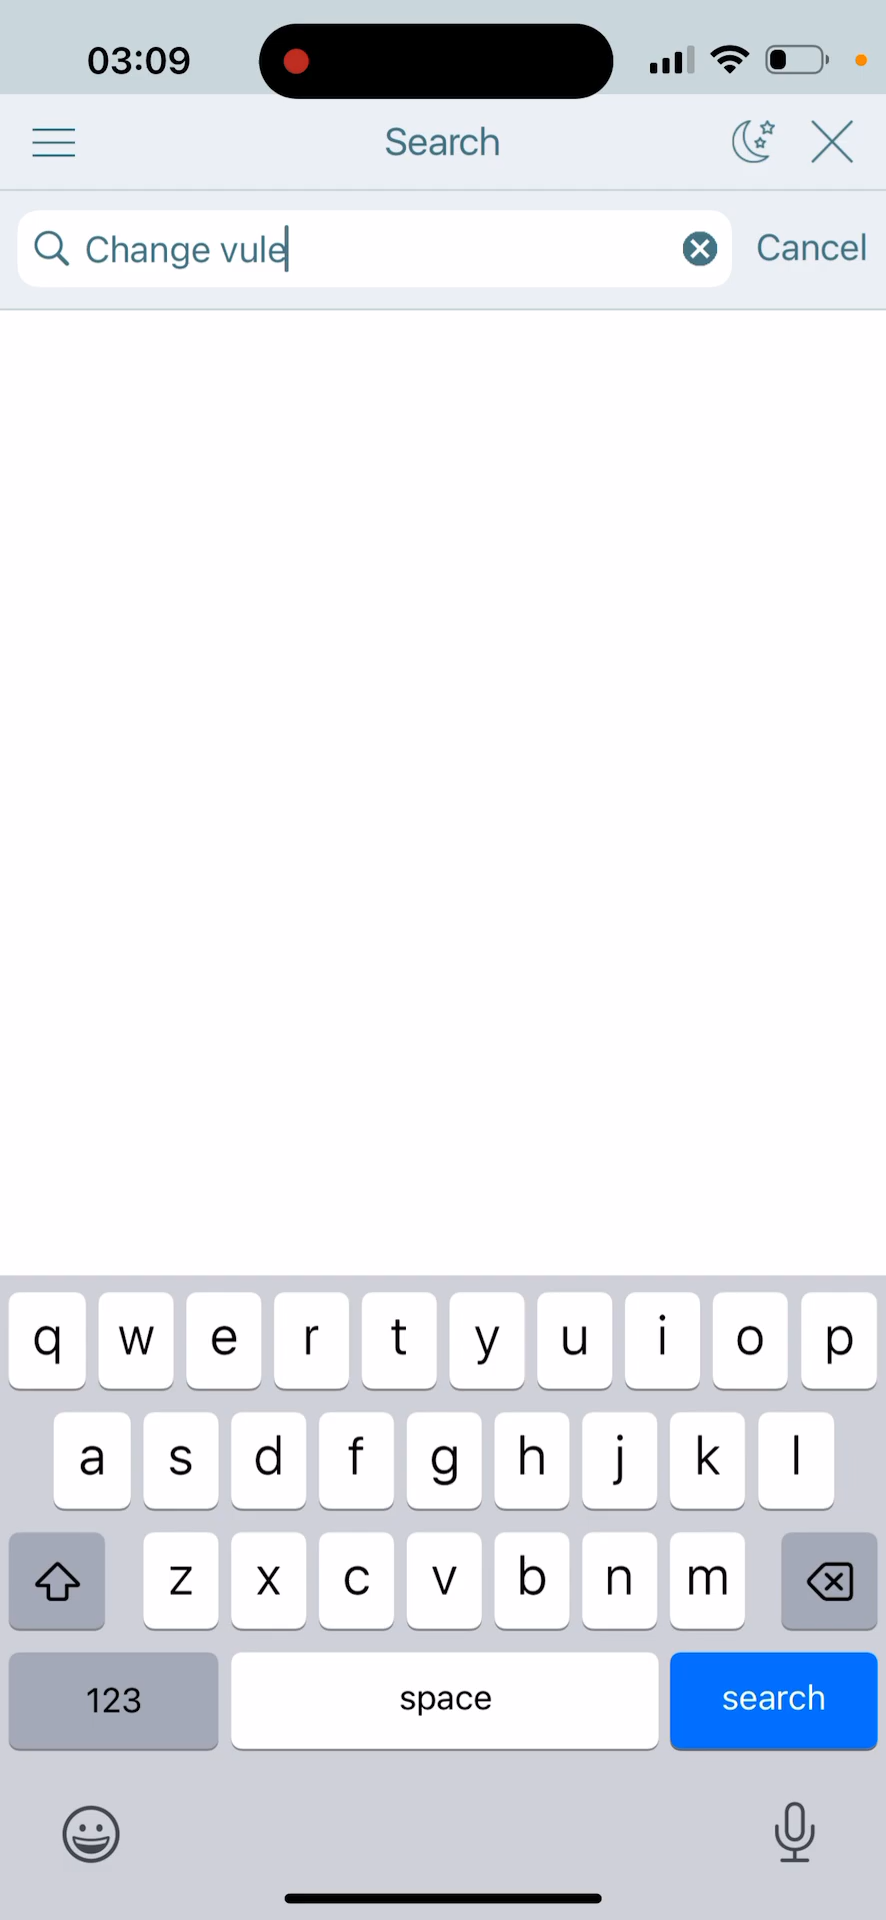 03:09
Search
Change vule
Cancel
q w e r t y u i o p
a s d f g h j k l
z x c v b n m
123 space search